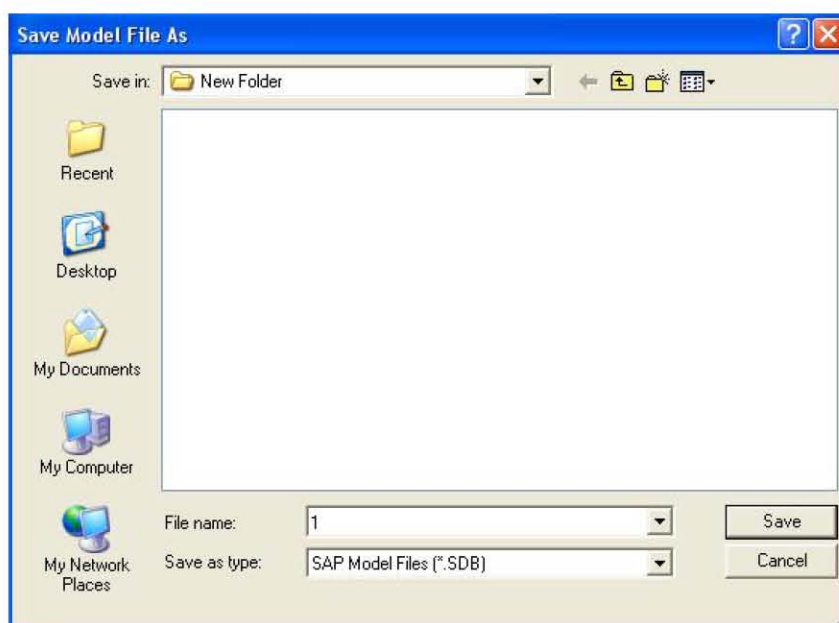 Save Model File As
Save in: New Folder
Recent
Desktop
My Documents
My Computer
My Network
Places
File name: 1 Save
Save as type: SAP Model Files (*.SDB) Cancel